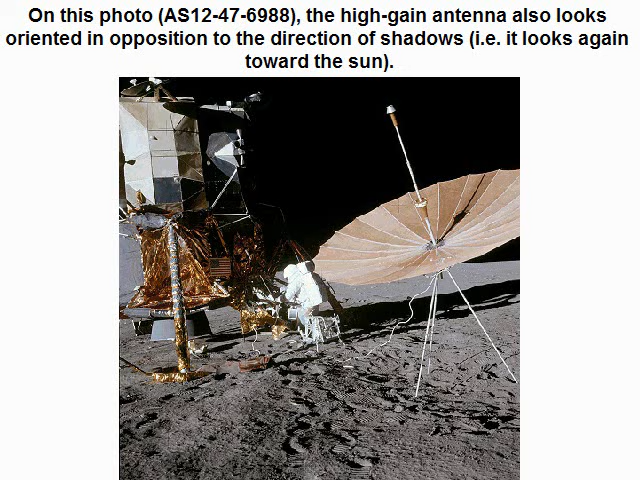 On this photo (AS12-47-6988), the high-gain antenna also looks
oriented in opposition to the direction of shadows (i.e. it looks again
toward the sun).